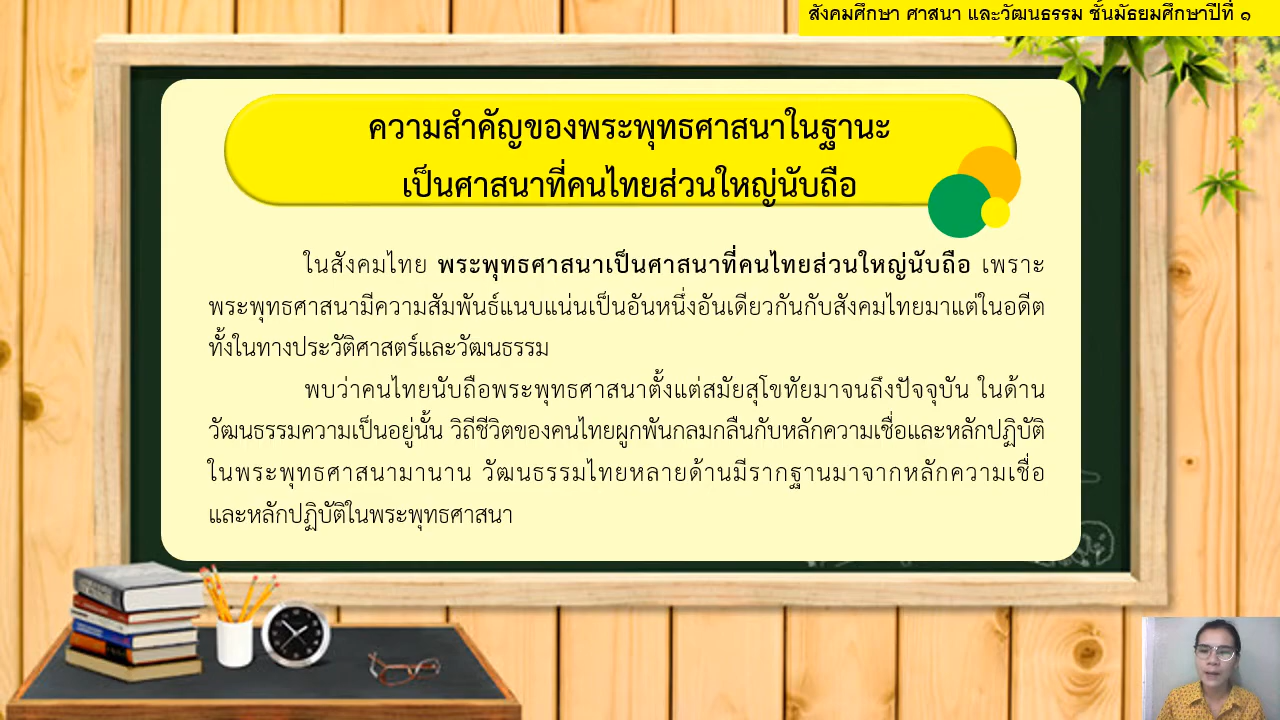 สังคมศึกษา ศาสนา และวัฒนธรรม ชั้นมัธยมศึกษาปีที่ ๑
ความสำคัญของพระพุทธศาสนาในฐานะ
เป็นศาสนาที่คนไทยส่วนใหญ่นับถือ
ในสังคมไทย พระพุทธศาสนาเป็นศาสนาที่คนไทยส่วนใหญ่นับถือ เพราะ
พระพุทธศาสนามีความสัมพันธ์แนบแน่นเป็นอันหนึ่งอันเดียวกันกับสังคมไทยมาแต่ในอดีต
ทั้งในทางประวัติศาสตร์และวัฒนธรรม
พบว่าคนไทยนับถือพระพุทธศาสนาตั้งแต่สมัยสุโขทัยมาจนถึงปัจจุบัน ในด้าน
วัฒนธรรมความเป็นอยู่นั้น วิถีชีวิตของคนไทยผูกพันกลมกลืนกับหลักความเชื่อและหลักปฏิบัติ
ในพระพุทธศาสนามานาน วัฒนธรรมไทยหลายด้านมีรากฐานมาจากหลักความเชื่อ
และหลักปฏิบัติในพระพุทธศาสนา